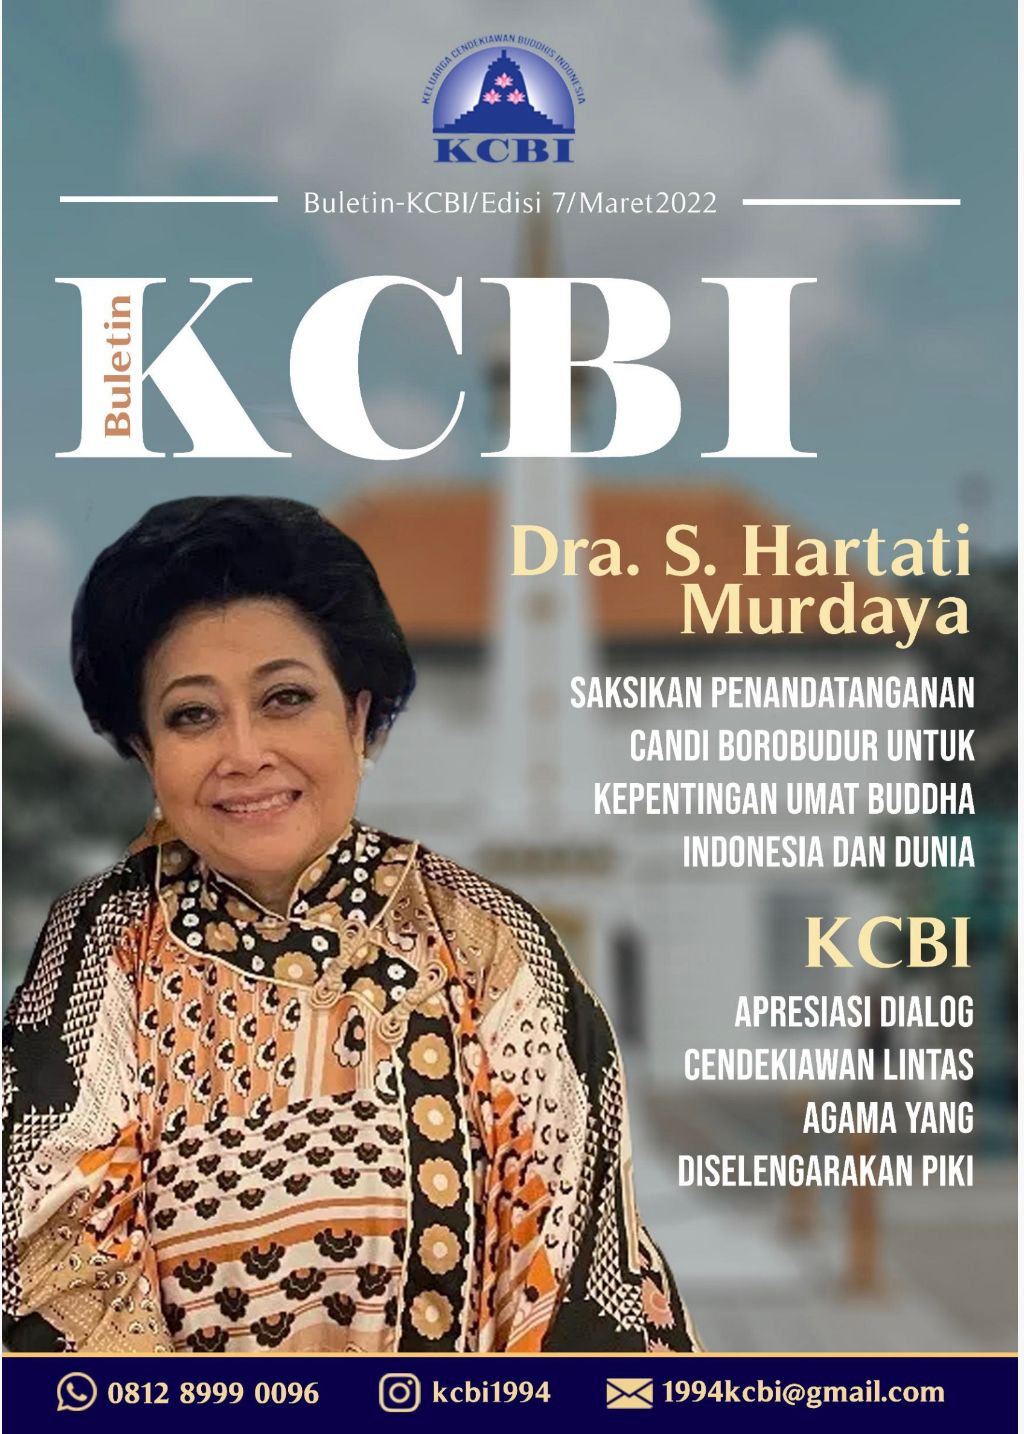 KELUARGA CENDEKIAWAN BUDDHIS INDONESIA
KCBI
Buletin-KCBI/Edisi 7/Maret2022
Buletin
KCBI
Dra. S. Hartati
Murdaya
SAKSIKAN PENANDATANGANAN
CANDI BOROBUDUR UNTUK
KEPENTINGAN UMAT BUDDHA
INDONESIA DAN DUNIA
KCBI
APRESIASI DIALOG
CENDEKIAWAN LINTAS
AGAMA YANG
DISELENGARAKAN PIKI
0812 8999 0096
kcbi1994
1994kcbi@gmail.com